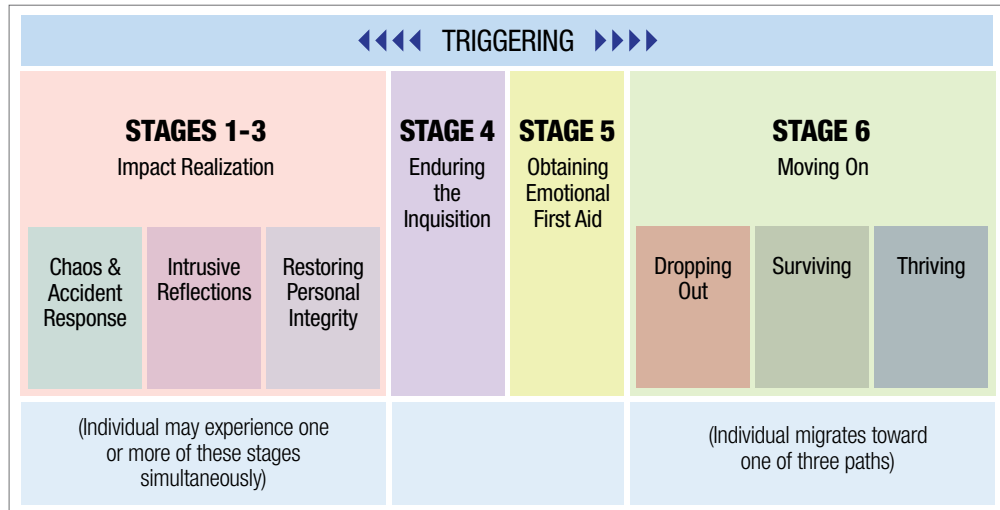 TRIGGERING
STAGES 1-3
Impact Realization
Chaos &
Accident
Response
Intrusive
Reflections
Restoring
Personal
Integrity
(Individual may experience one
or more of these stages
simultaneously)
STAGE 4
Enduring
the
Inquisition
STAGE 5
Obtaining
Emotional
First Aid
STAGE 6
Moving On
Dropping
Out
Surviving
Thriving
(Individual migrates toward
one of three paths)